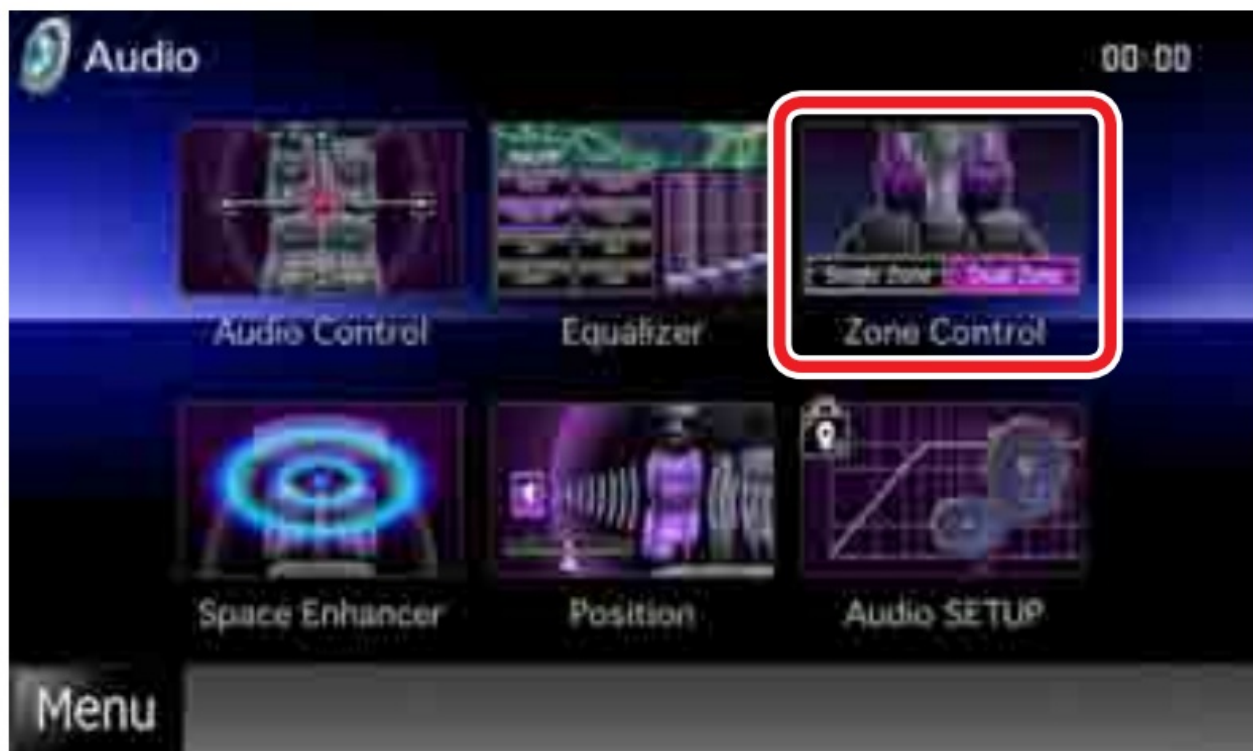 Audio
00:00
Single Zone Dual Zone
Audio Control Equalizer Zone Control
Space Enhancer Position Audio SETUP
Menu